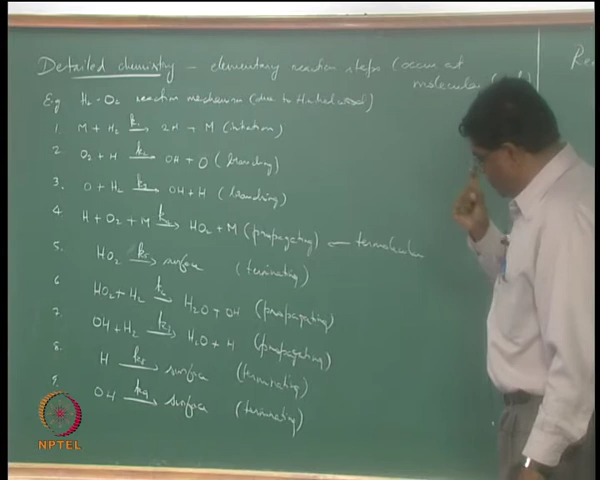 Detailed chemistry – elementary reaction steps (occur at
molecular
E.g H₂-O₂ reaction mechanism (due to
1. M + H₂ —k₁→ 2H + M (initation)
2 O₂ + H —k₂→ OH + O (branching)
3. O + H₂ —k₃→ OH + H (branching)
4. H + O₂ + M —k₄→ HO₂ + M (propagating) ← termolecular
5. HO₂ —k₅→ surface (terminating)
6 HO₂ + H₂ —k₆→ H₂O + OH (propagating)
7. OH + H₂ —k₇→ H₂O + H (propagating)
8. H —k₈→ surface (terminating)
9. OH —k₉→ surface (terminating)
Re
NPTEL